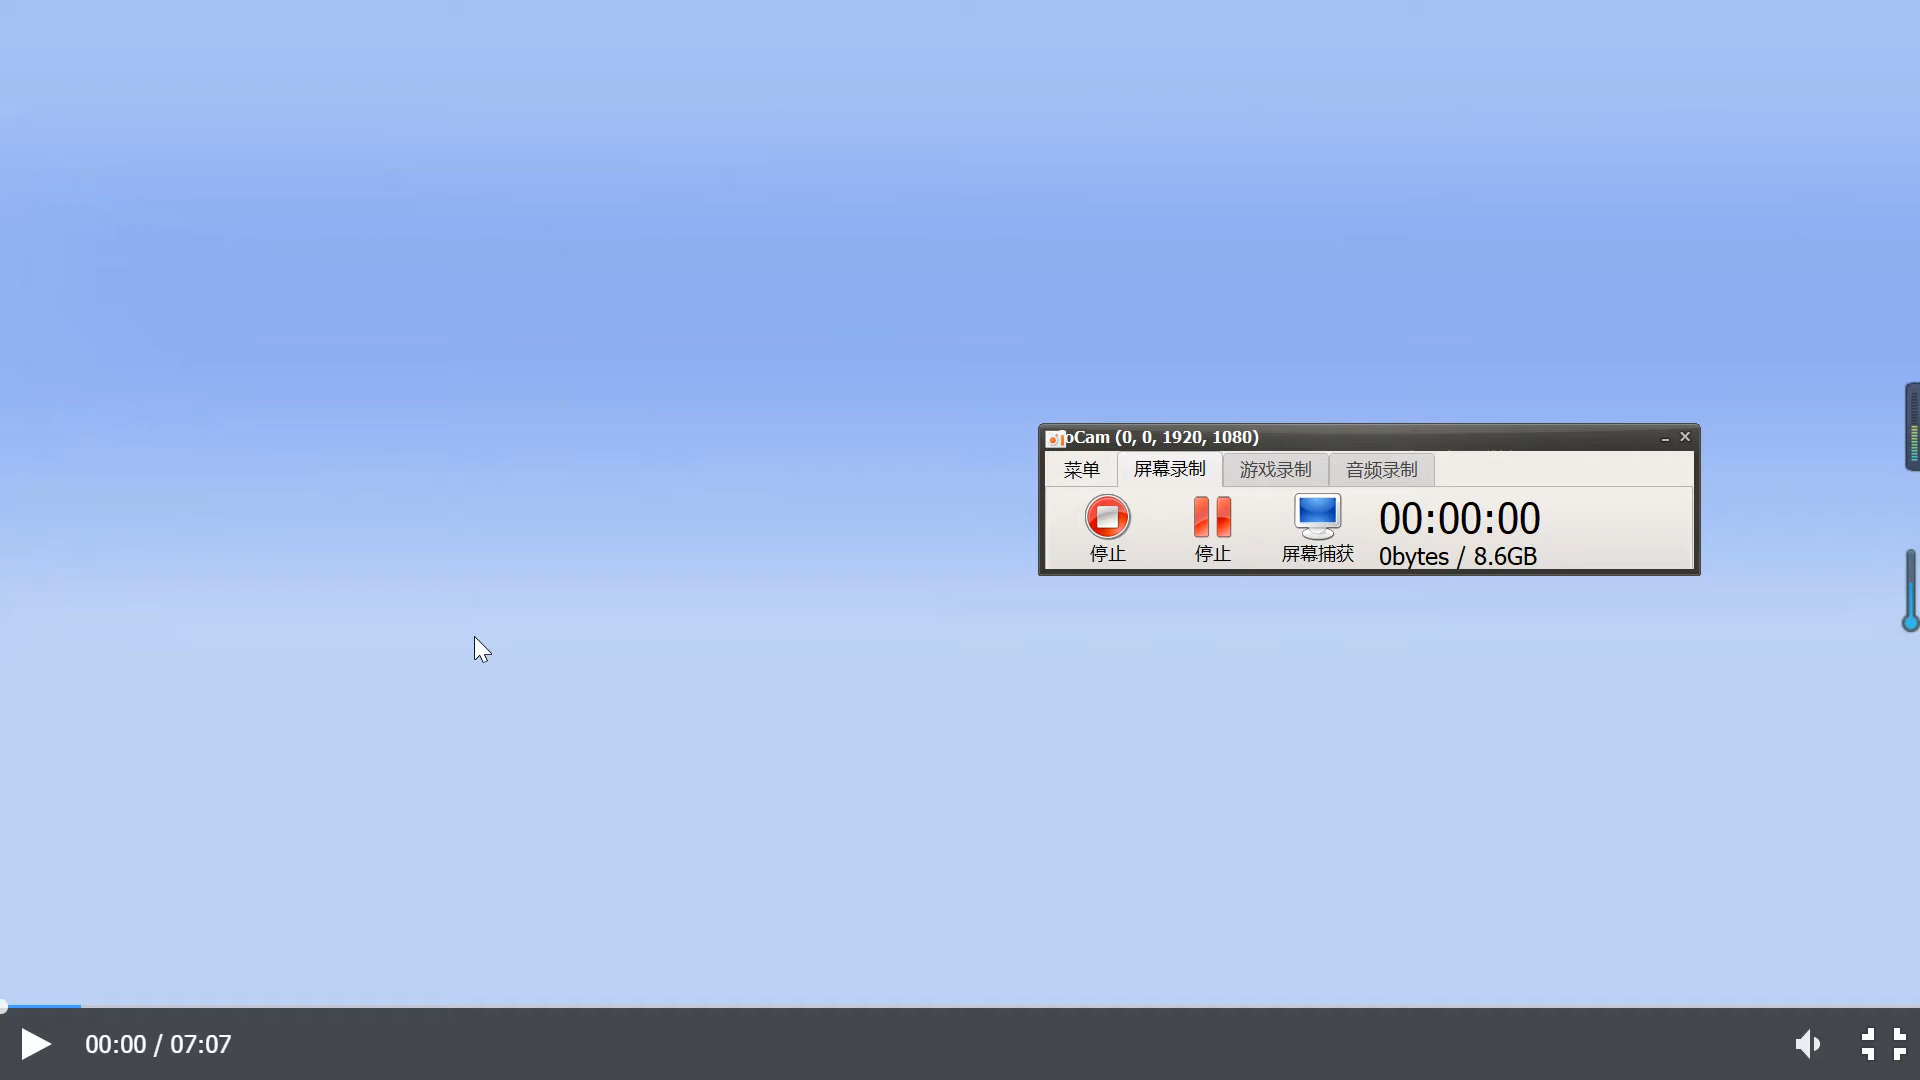 oCam (0, 0, 1920, 1080)
菜单 屏幕录制 游戏录制 音频录制
停止 停止 屏幕捕获
00:00:00
0bytes / 8.6GB
00:00 / 07:07